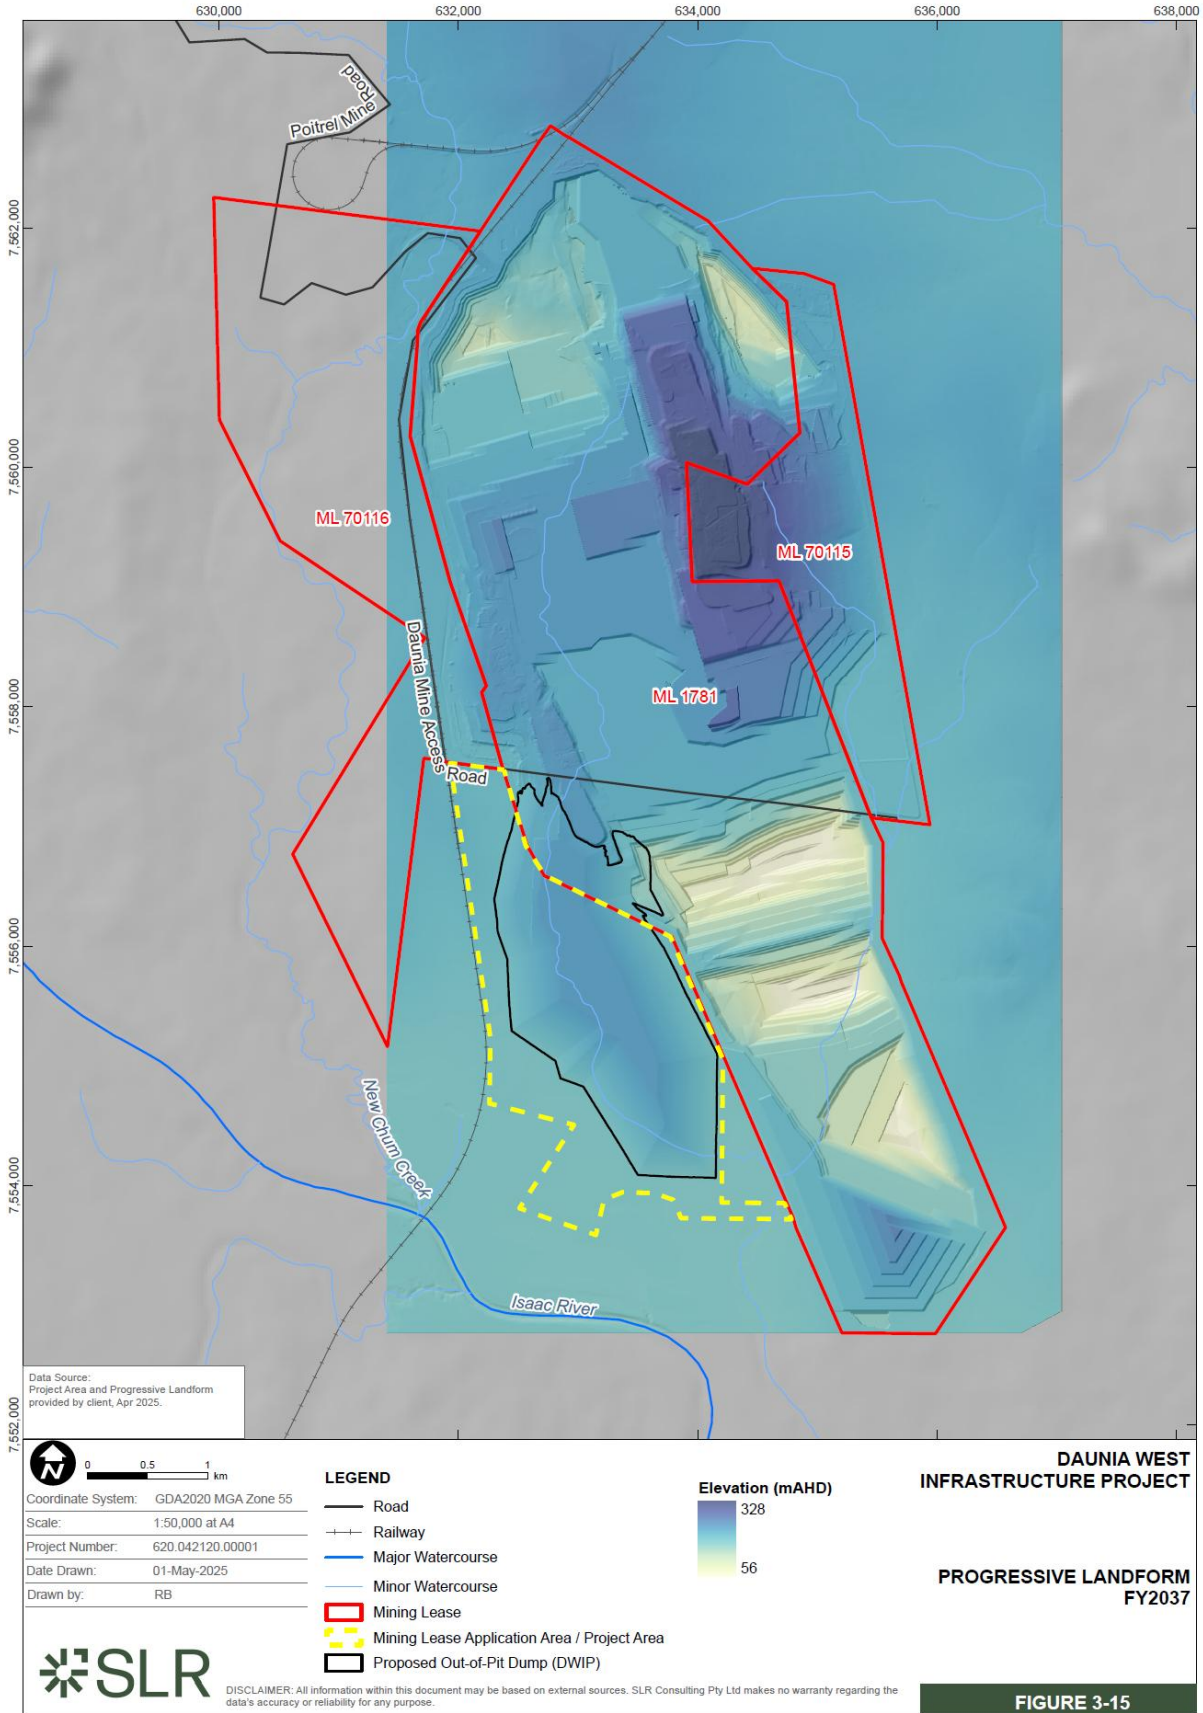 630,000
632,000
634,000
636,000
638,000
7,562,000
7,560,000
7,558,000
7,556,000
7,554,000
7,552,000
Poitrel Mine
Road
ML 70116
ML 70115
ML 1781
Daunia Mine Access
Road
New Chum Creek
Isaac River
Data Source:
Project Area and Progressive Landform
provided by client, Apr 2025.
N
0 0.5 1
km
Coordinate System: GDA2020 MGA Zone 55
Scale: 1:50,000 at A4
Project Number: 620.042120.00001
Date Drawn: 01-May-2025
Drawn by: RB
SLR
LEGEND
Road
Railway
Major Watercourse
Minor Watercourse
Mining Lease
Mining Lease Application Area / Project Area
Proposed Out-of-Pit Dump (DWIP)
Elevation (mAHD)
328
56
DAUNIA WEST
INFRASTRUCTURE PROJECT
PROGRESSIVE LANDFORM
FY2037
DISCLAIMER: All information within this document may be based on external sources. SLR Consulting Pty Ltd makes no warranty regarding the
data's accuracy or reliability for any purpose.
FIGURE 3-15